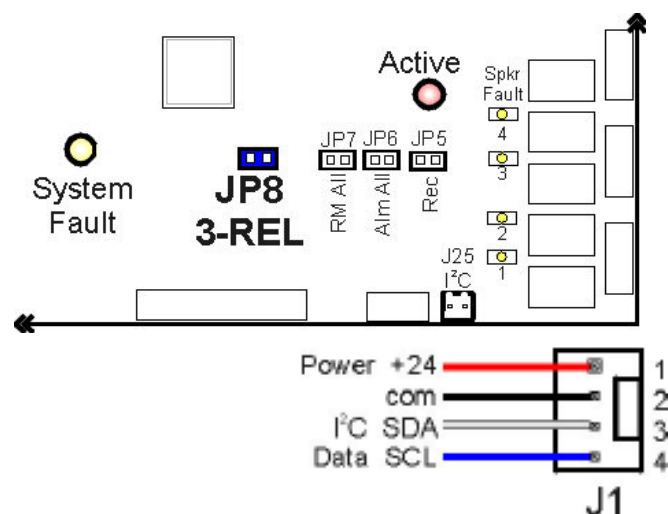 Active
Spkr
Fault
4
3
2
1
System
Fault
JP8
3-REL
JP7
RM All
JP6
Alm All
JP5
Rec
J25
I²C
Power +24
com
I²C SDA
Data SCL
1
2
3
4
J1